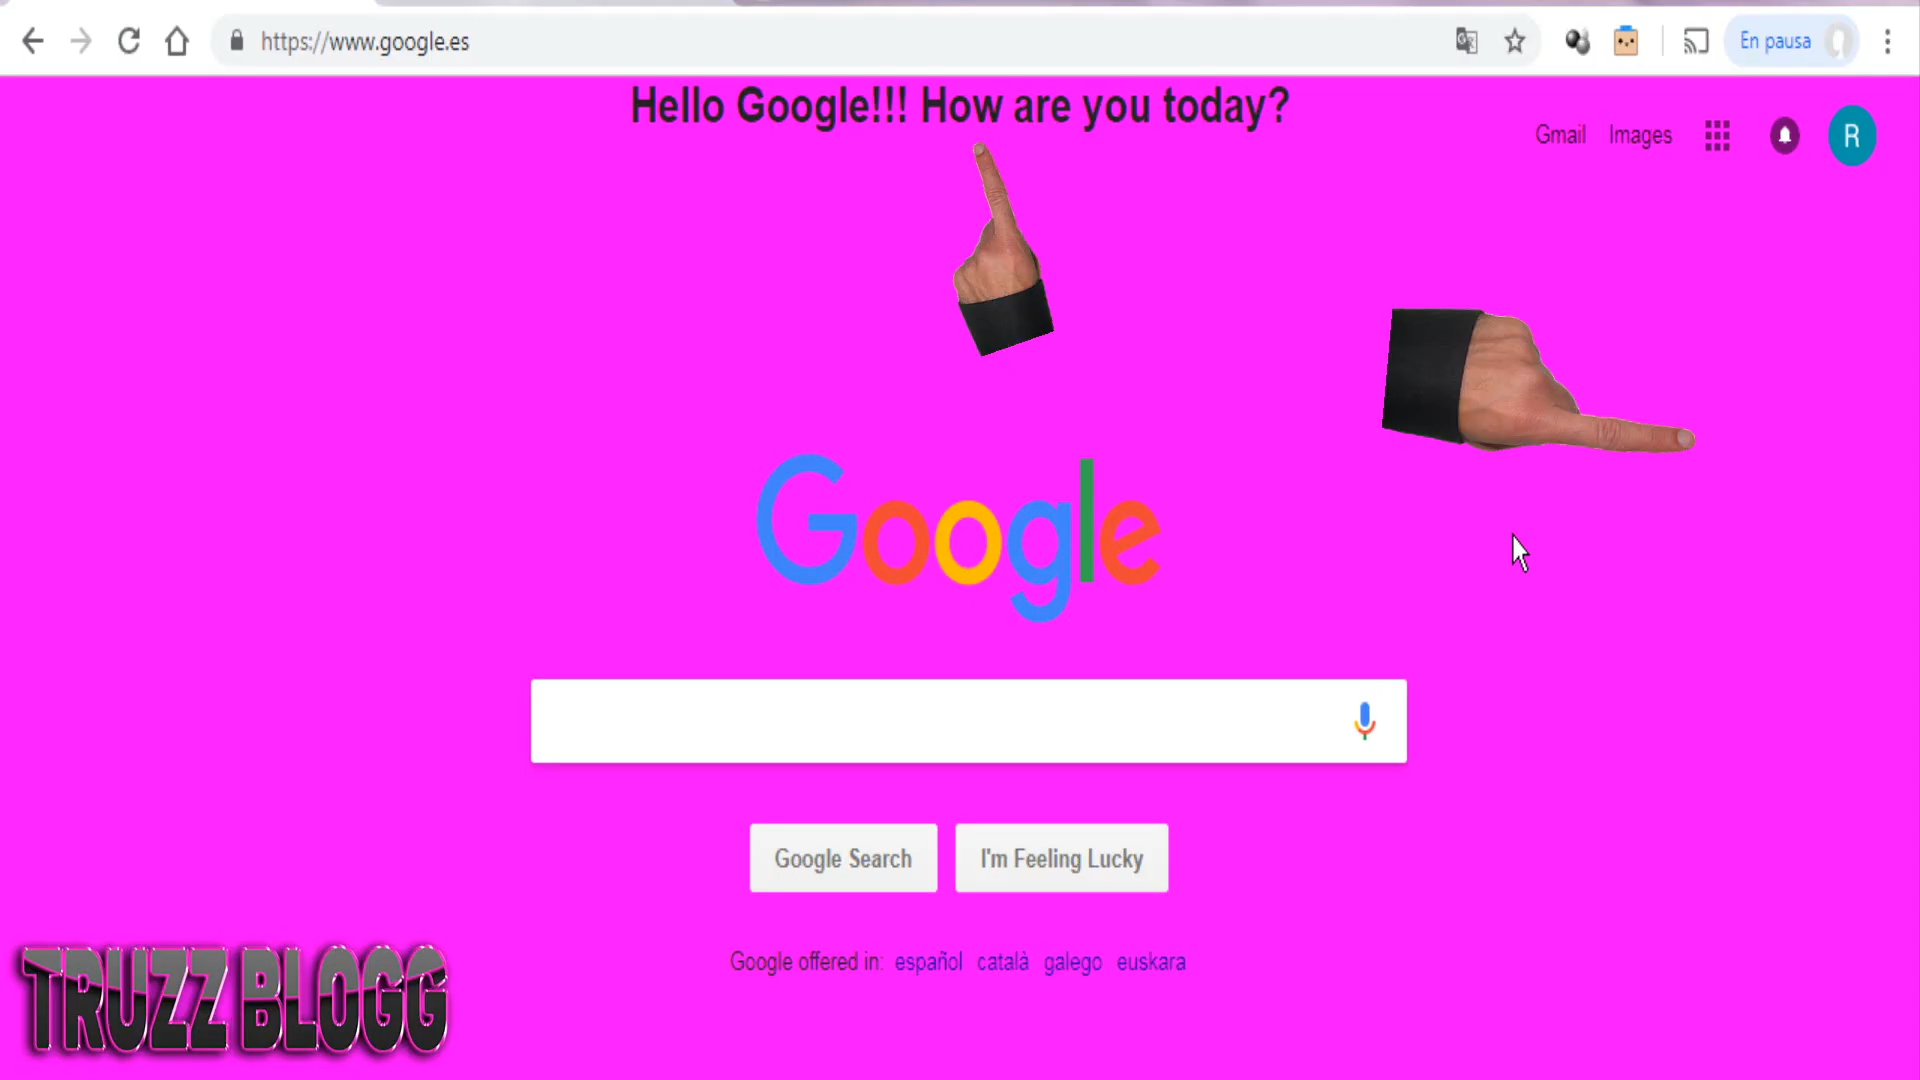 https://www.google.es
En pausa
Hello Google!!! How are you today?
Gmail Images
R
Google
Google Search
I'm Feeling Lucky
Google offered in: español català galego euskara
TRUZZ BLOGG